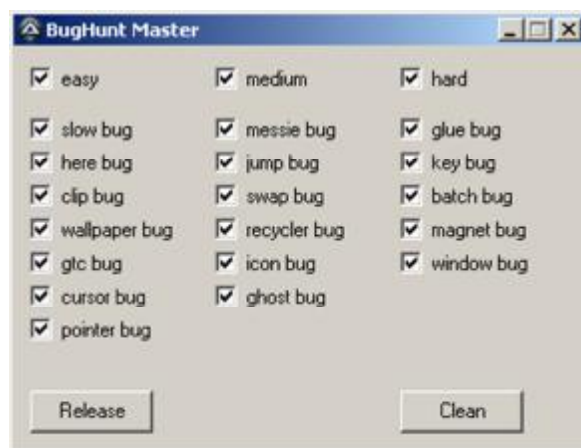 BugHunt Master
easy medium hard
slow bug messie bug glue bug
here bug jump bug key bug
clip bug swap bug batch bug
wallpaper bug recycler bug magnet bug
gtc bug icon bug window bug
cursor bug ghost bug
pointer bug
Release Clean